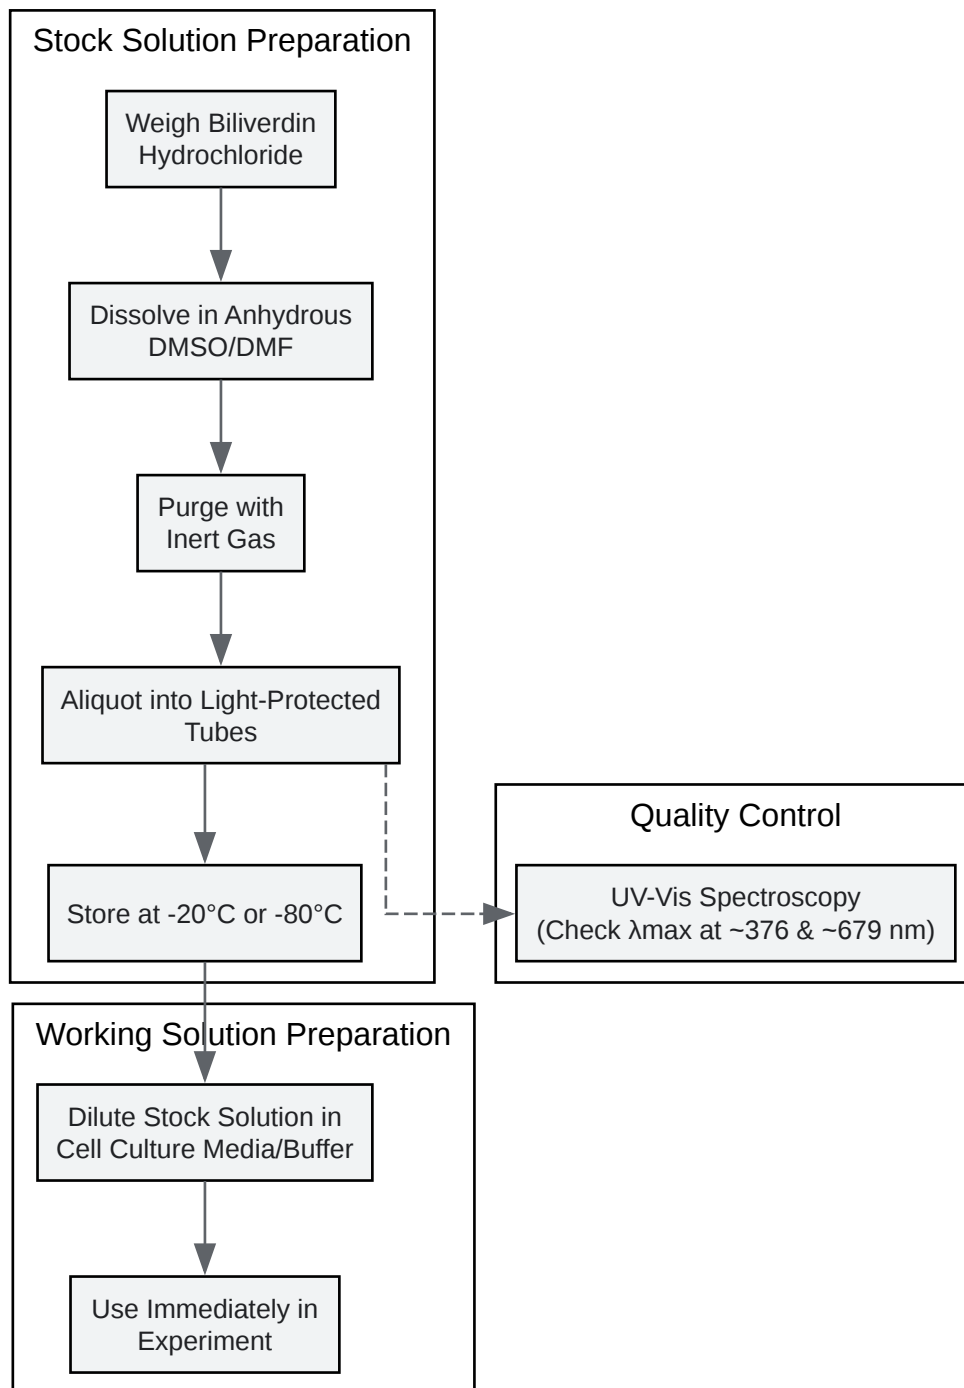 Stock Solution Preparation
Weigh Biliverdin
Hydrochloride
Dissolve in Anhydrous
DMSO/DMF
Purge with
Inert Gas
Aliquot into Light-Protected
Tubes
Store at -20°C or -80°C
Quality Control
UV-Vis Spectroscopy
(Check λmax at ~376 & ~679 nm)
Working Solution Preparation
Dilute Stock Solution in
Cell Culture Media/Buffer
Use Immediately in
Experiment